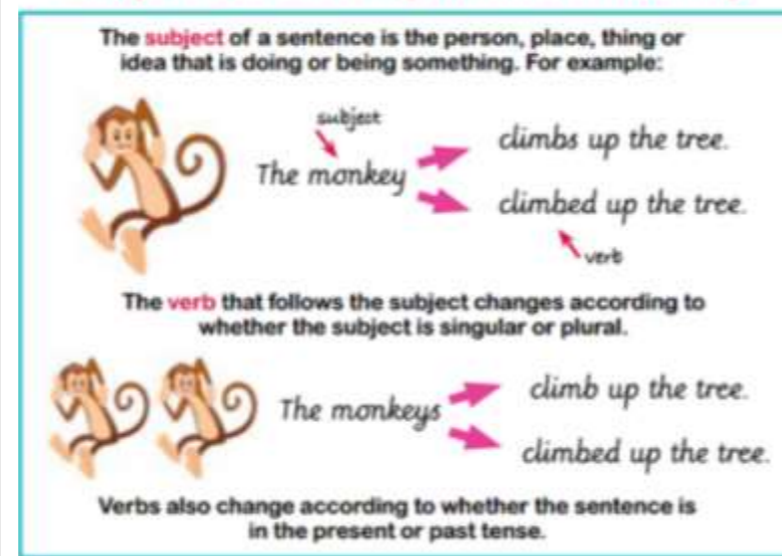 The subject of a sentence is the person, place, thing or
idea that is doing or being something. For example:
subject
The monkey
climbs up the tree.
climbed up the tree.
verb
The verb that follows the subject changes according to
whether the subject is singular or plural.
The monkeys
climb up the tree.
climbed up the tree.
Verbs also change according to whether the sentence is
in the present or past tense.